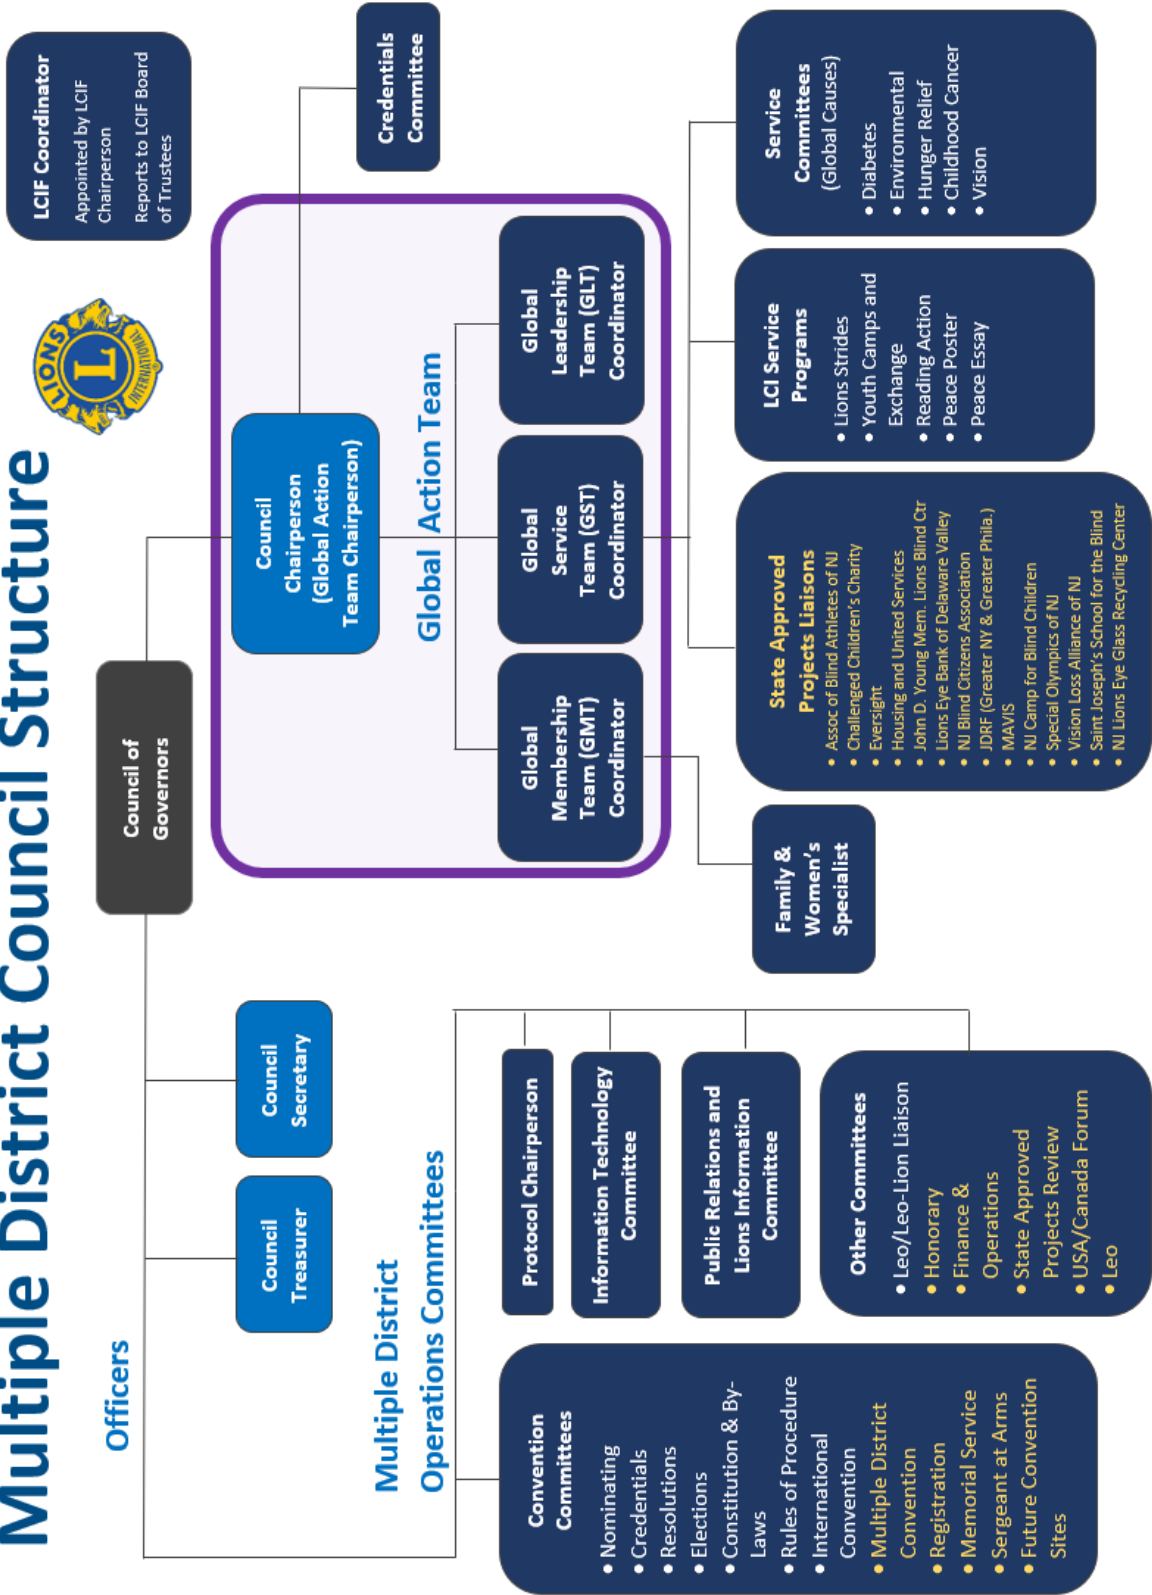 Multiple District Council Structure
LIONS
L
INTERNATIONAL
LCIF Coordinator
Appointed by LCIF
Chairperson
Reports to LCIF Board
of Trustees
Officers
Council of
Governors
Council
Treasurer
Council
Secretary
Council
Chairperson
(Global Action
Team Chairperson)
Credentials
Committee
Global Action Team
Global
Membership
Team (GMT)
Coordinator
Global
Service
Team (GST)
Coordinator
Global
Leadership
Team (GLT)
Coordinator
Multiple District
Operations Committees
Convention
Committees
• Nominating
• Credentials
• Resolutions
• Elections
• Constitution & By-
Laws
• Rules of Procedure
• International
Convention
• Multiple District
Convention
• Registration
• Memorial Service
• Sergeant at Arms
• Future Convention
Sites
Protocol Chairperson
Information Technology
Committee
Public Relations and
Lions Information
Committee
Other Committees
• Leo/Leo-Lion Liaison
• Honorary
• Finance &
Operations
• State Approved
Projects Review
• USA/Canada Forum
• Leo
Family &
Women's
Specialist
State Approved
Projects Liaisons
• Assoc of Blind Athletes of NJ
• Challenged Children's Charity
• Eversight
• Housing and United Services
• John D. Young Mem. Lions Blind Ctr
• Lions Eye Bank of Delaware Valley
• NJ Blind Citizens Association
• JDRF (Greater NY & Greater Phila.)
• MAVIS
• NJ Camp for Blind Children
• Special Olympics of NJ
• Vision Loss Alliance of NJ
• Saint Joseph's School for the Blind
• NJ Lions Eye Glass Recycling Center
LCI Service
Programs
• Lions Strides
• Youth Camps and
Exchange
• Reading Action
• Peace Poster
• Peace Essay
Service
Committees
(Global Causes)
• Diabetes
• Environmental
• Hunger Relief
• Childhood Cancer
• Vision